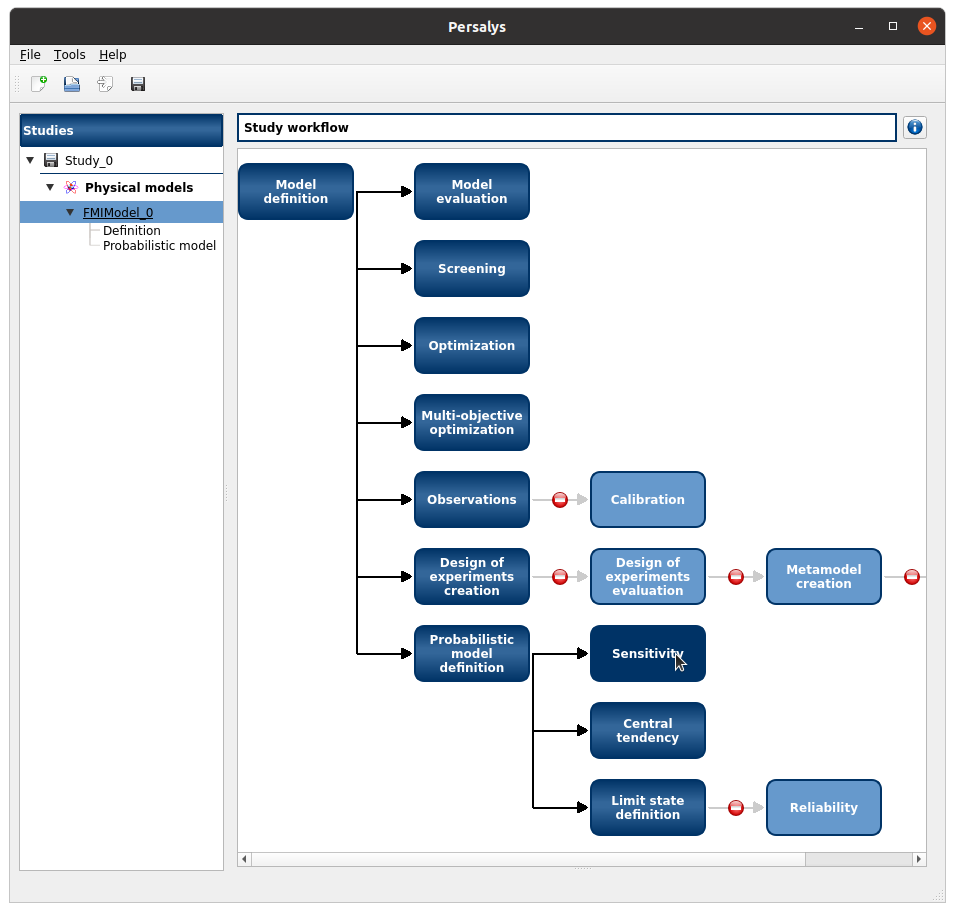 Persalys
File Tools Help
Studies
Study_0
Physical models
FMIModel_0
Definition
Probabilistic model
Study workflow
Model
definition
Model
evaluation
Screening
Optimization
Multi-objective
optimization
Observations
Calibration
Design of
experiments
creation
Design of
experiments
evaluation
Metamodel
creation
Probabilistic
model
definition
Sensitivity
Central
tendency
Limit state
definition
Reliability